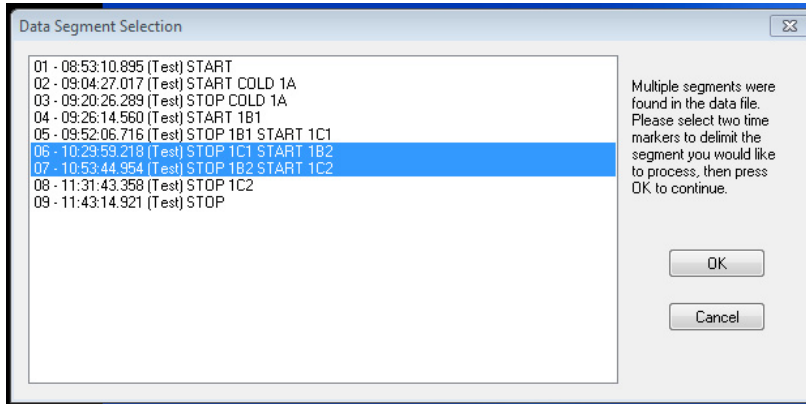 Data Segment Selection
01 - 08:53:10.895 (Test) START
02 - 09:04:27.017 (Test) START COLD 1A
03 - 09:20:26.289 (Test) STOP COLD 1A
04 - 09:26:14.560 (Test) START 1B1
05 - 09:52:06.716 (Test) STOP 1B1 START 1C1
06 - 10:29:59.218 (Test) STOP 1C1 START 1B2
07 - 10:53:44.954 (Test) STOP 1B2 START 1C2
08 - 11:31:43.358 (Test) STOP 1C2
09 - 11:43:14.921 (Test) STOP
Multiple segments were
found in the data file.
Please select two time
markers to delimit the
segment you would like
to process, then press
OK to continue.
OK
Cancel